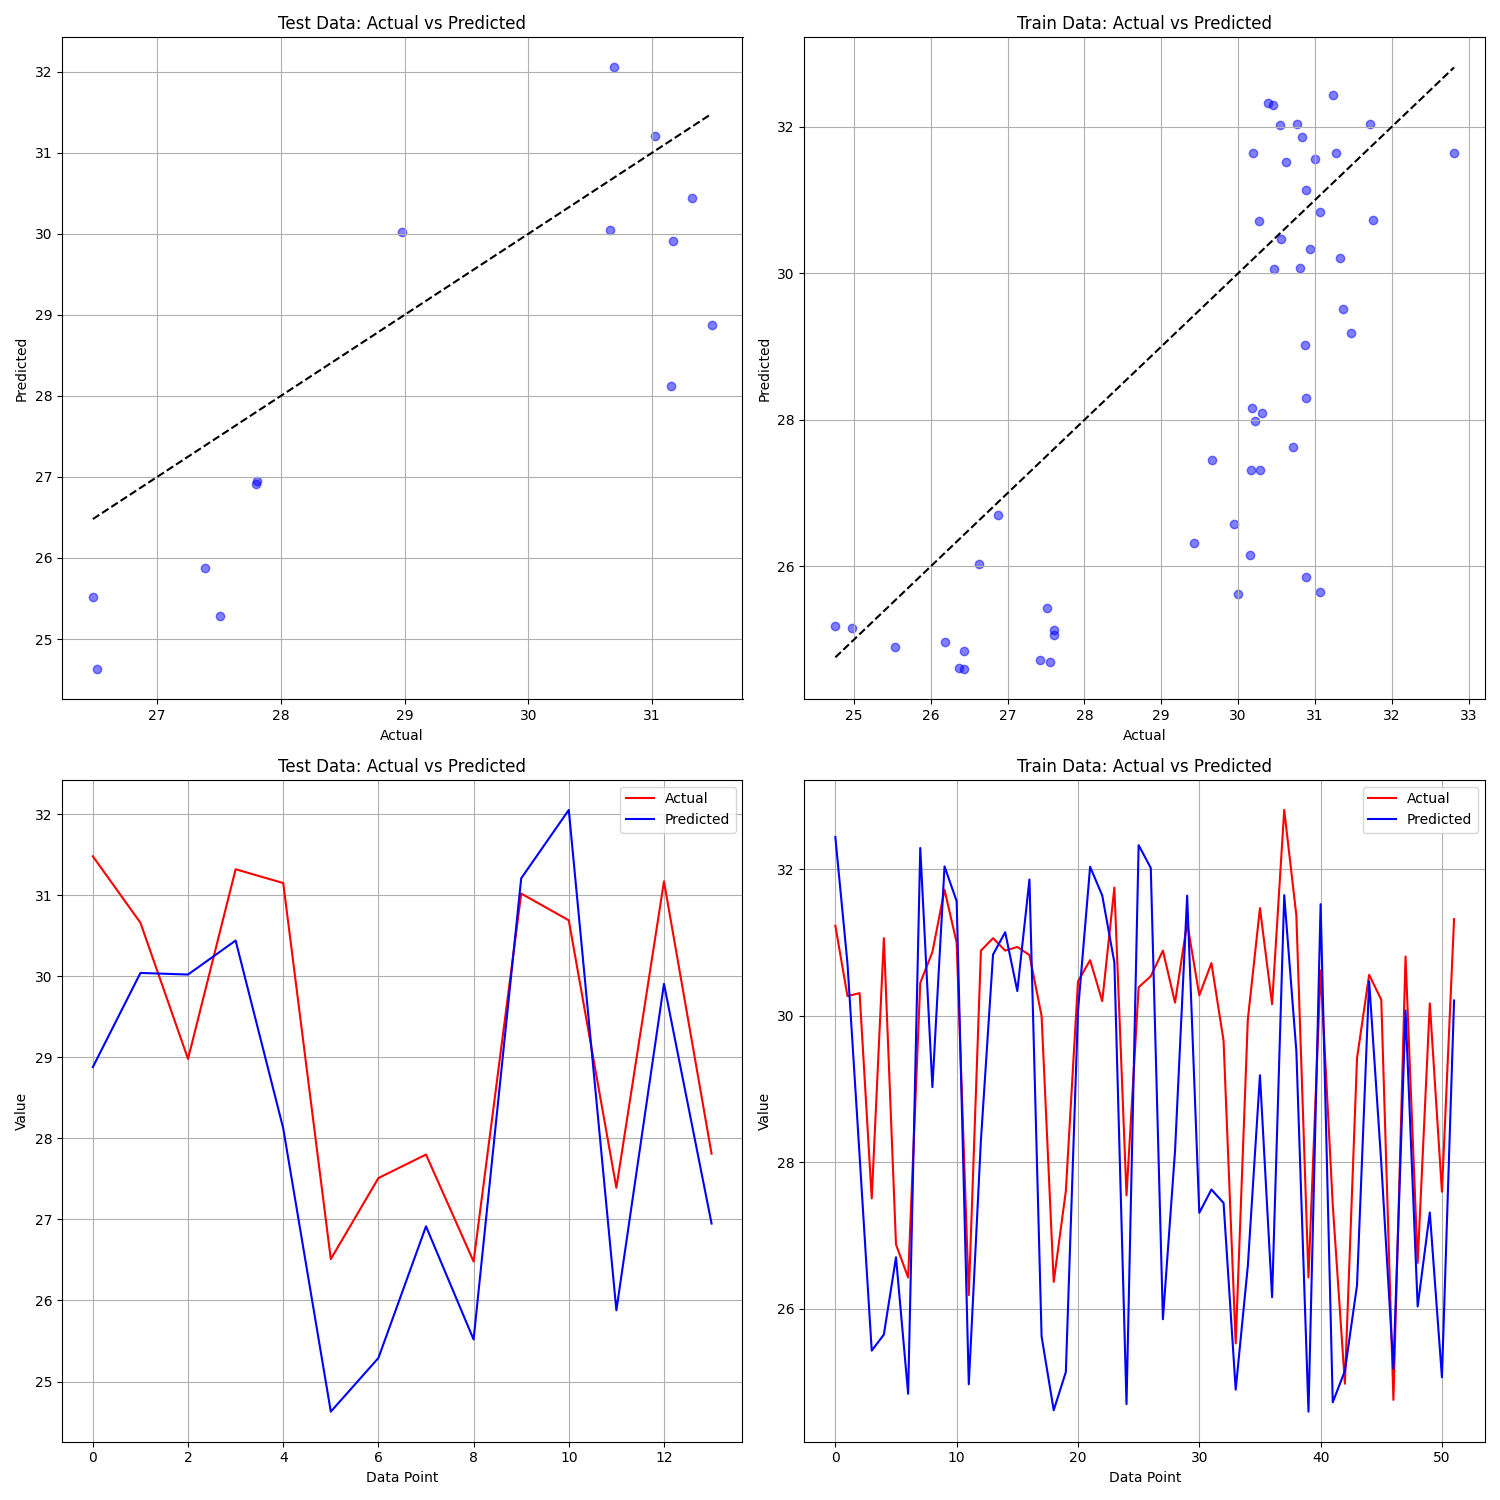 Test Data: Actual vs Predicted
32
31
30
29
28
27
26
25
Predicted
27 28 29 30 31
Actual
Train Data: Actual vs Predicted
32
30
28
26
Predicted
25 26 27 28 29 30 31 32 33
Actual
Test Data: Actual vs Predicted
Actual
Predicted
32
31
30
29
28
27
26
25
Value
0 2 4 6 8 10 12
Data Point
Train Data: Actual vs Predicted
Actual
Predicted
32
30
28
26
Value
0 10 20 30 40 50
Data Point